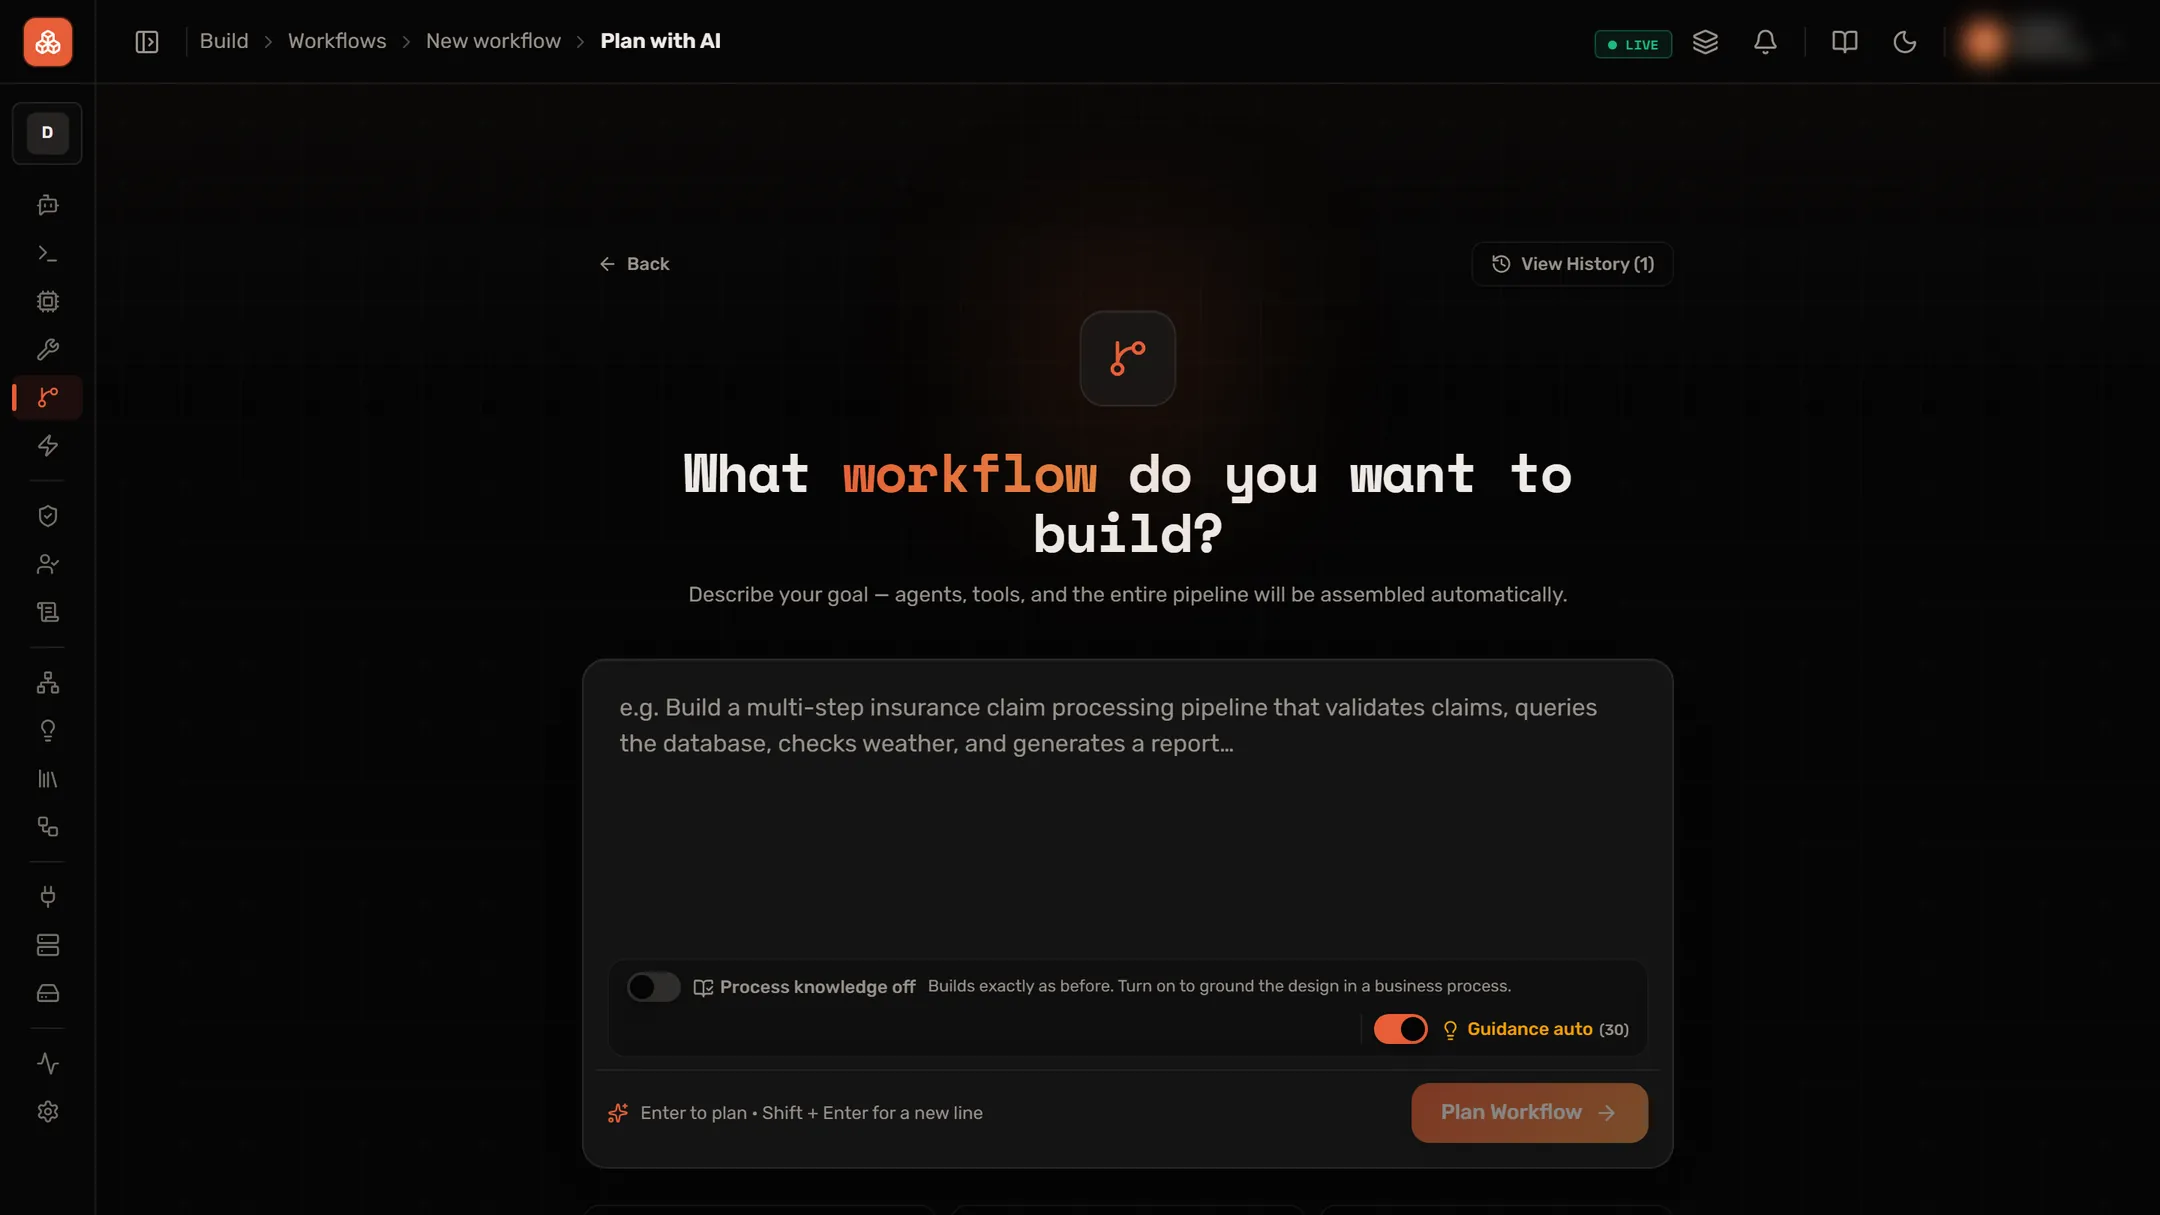 Build > Workflows > New workflow > Plan with AI
LIVE
D
Back
View History (1)
What workflow do you want to
build?
Describe your goal — agents, tools, and the entire pipeline will be assembled automatically.
e.g. Build a multi-step insurance claim processing pipeline that validates claims, queries
the database, checks weather, and generates a report…
Process knowledge off Builds exactly as before. Turn on to ground the design in a business process.
Guidance auto (30)
Enter to plan • Shift + Enter for a new line
Plan Workflow